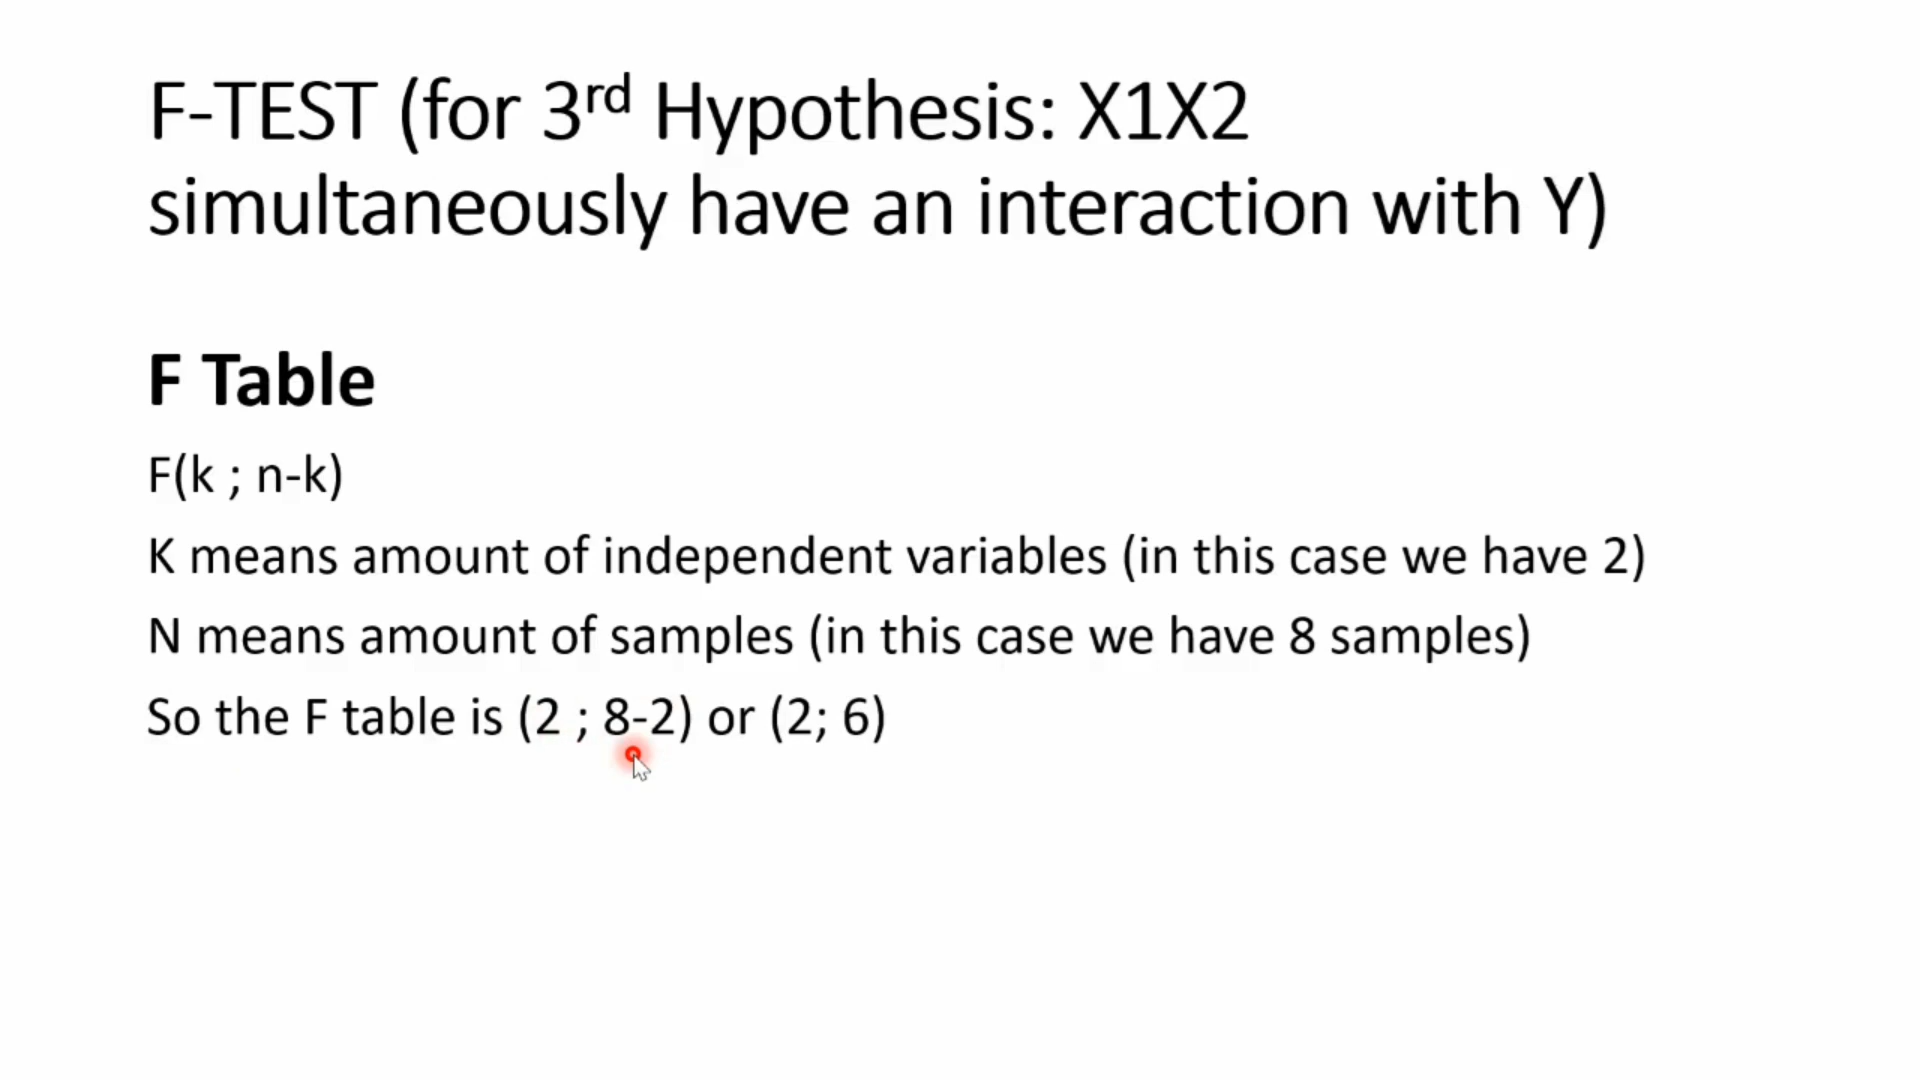 F-TEST (for 3rd Hypothesis: X1X2
simultaneously have an interaction with Y)
F Table
F(k ; n-k)
K means amount of independent variables (in this case we have 2)
N means amount of samples (in this case we have 8 samples)
So the F table is (2 ; 8-2) or (2; 6)